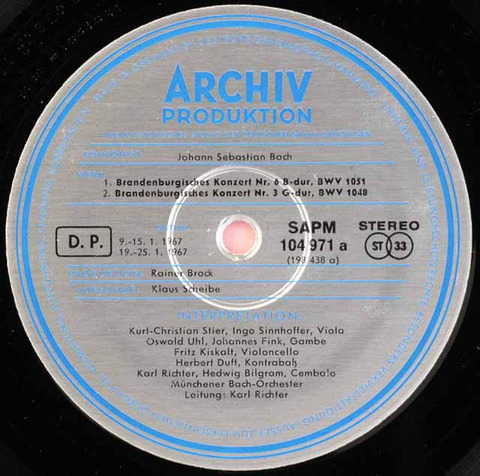 ARCHIV
PRODUKTION
Johann Sebastian Bach
1. Brandenburgisches Konzert Nr. 6 B-dur, BWV 1051
2. Brandenburgisches Konzert Nr. 3 G-dur, BWV 1048
D. P.
9.-15. 1. 1967
19.-25. 1. 1967
SAPM
104 971 a
(198 438 a)
STEREO
ST 33
Rainer Brock
Klaus Scheibe
INTERPRETATION
Kurt-Christian Stier, Ingo Sinnhoffer, Viola
Oswald Uhl, Johannes Fink, Gambe
Fritz Kiskalt, Violoncello
Herbert Duft, Kontrabaß
Karl Richter, Hedwig Bilgram, Cembalo
Münchener Bach-Orchester
Leitung: Karl Richter